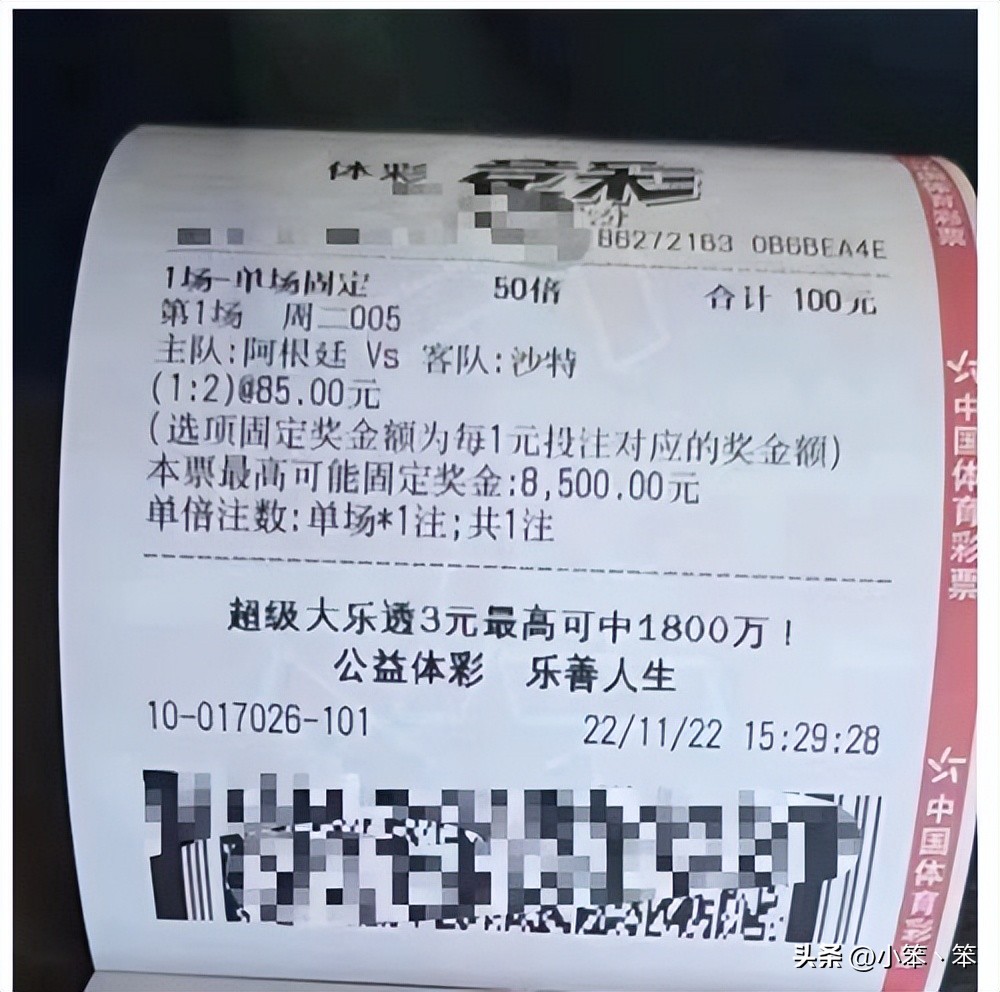 体彩 竞彩
86272163 0B6BEA4E
1场-单场固定 50倍 合计 100元
第1场 周二005
主队:阿根廷 Vs 客队:沙特
(1:2)@85.00元
(选项固定奖金额为每1元投注对应的奖金额)
本票最高可能固定奖金:8,500.00元
单倍注数:单场*1注;共1注
超级大乐透3元最高可中1800万!
公益体彩 乐善人生
10-017026-101 22/11/22 15:29:28
中国体育彩票
中国体育彩票
中国体育彩
头条 @小笨、笨